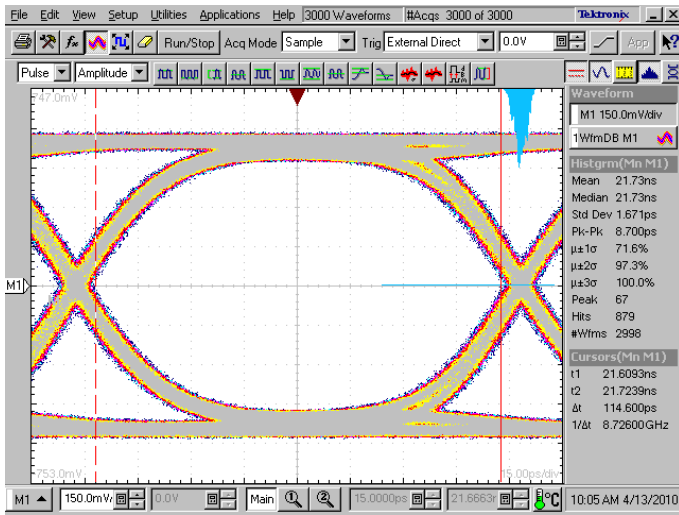 File Edit View Setup Utilities Applications Help 3000 Waveforms #Acqs 3000 of 3000 Tektronix
Run/Stop Acq Mode Sample Trig External Direct 0.0V App
Pulse Amplitude
747.0mV
Waveform
M1 150.0mV/div
1WfmDB M1
Histgrm(Mn M1)
Mean 21.73ns
Median 21.73ns
Std Dev 1.671ps
Pk-Pk 8.700ps
µ±1σ 71.6%
µ±2σ 97.3%
µ±3σ 100.0%
Peak 67
Hits 879
#Wfms 2998
M1
Cursors(Mn M1)
t1 21.6093ns
t2 21.7239ns
Δt 114.600ps
1/Δt 8.72600GHz
-753.0mV
15.00ps/div
M1 150.0mV/ 0.0V Main 1 2 15.0000ps 21.6663r °C 10:05 AM 4/13/2010